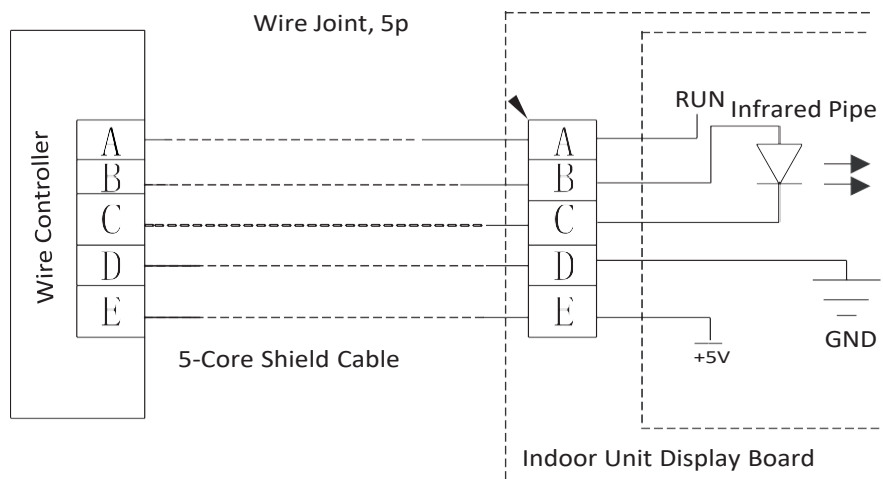 Wire Joint, 5p
Wire Controller
A
B
C
D
E
A
B
C
D
E
RUN
Infrared Pipe
GND
+5V
5-Core Shield Cable
Indoor Unit Display Board